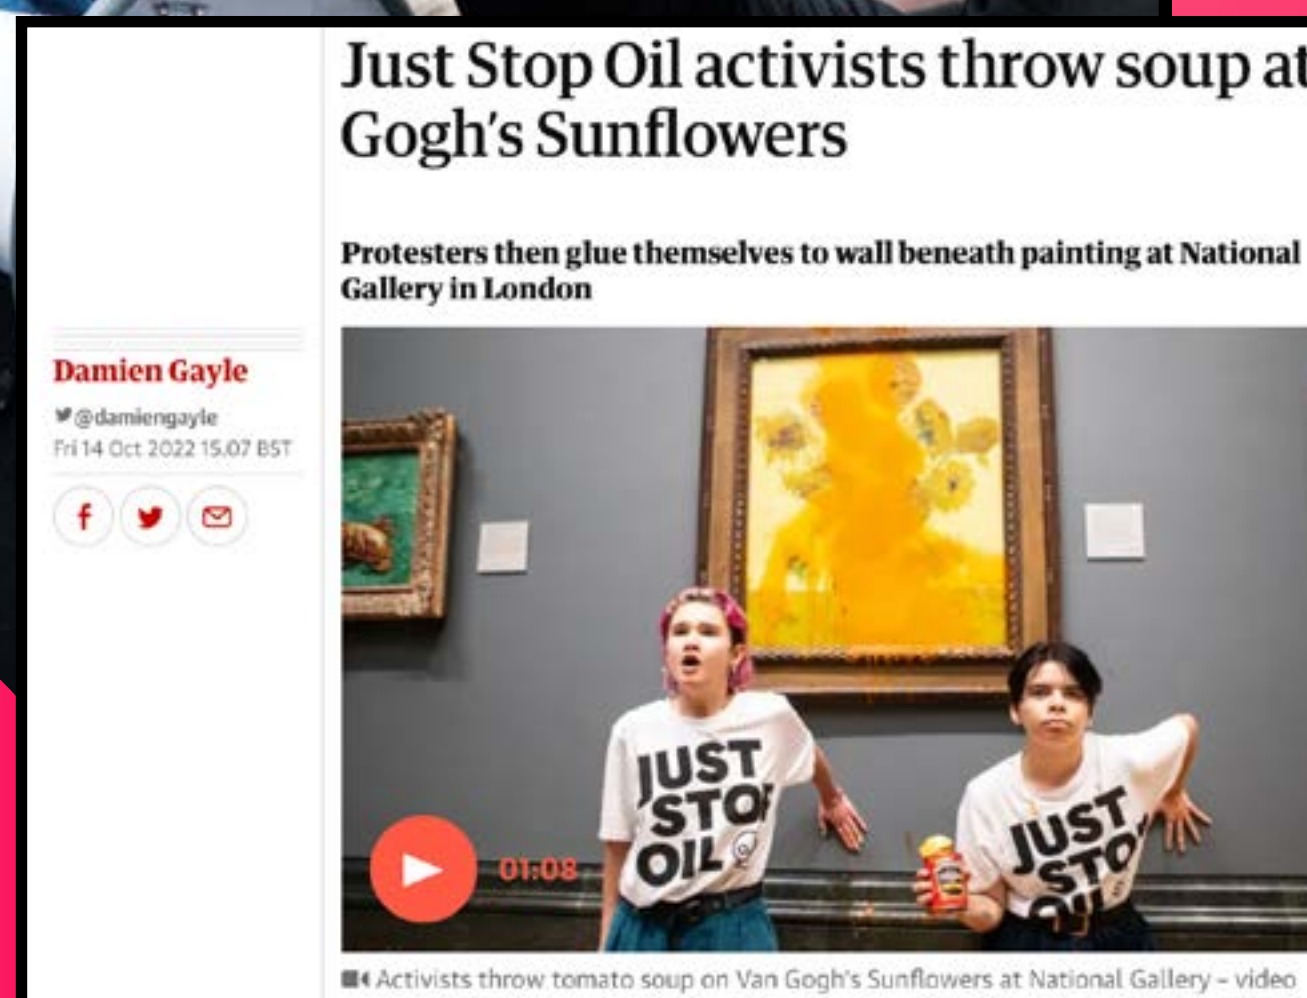 Just Stop Oil activists throw soup at
Gogh's Sunflowers
Protesters then glue themselves to wall beneath painting at National
Gallery in London
Damien Gayle
@damiengayle
Fri 14 Oct 2022 15.07 BST
JUST
STOP
OIL
JUST
STO
OIL
01:08
Activists throw tomato soup on Van Gogh's Sunflowers at National Gallery – video